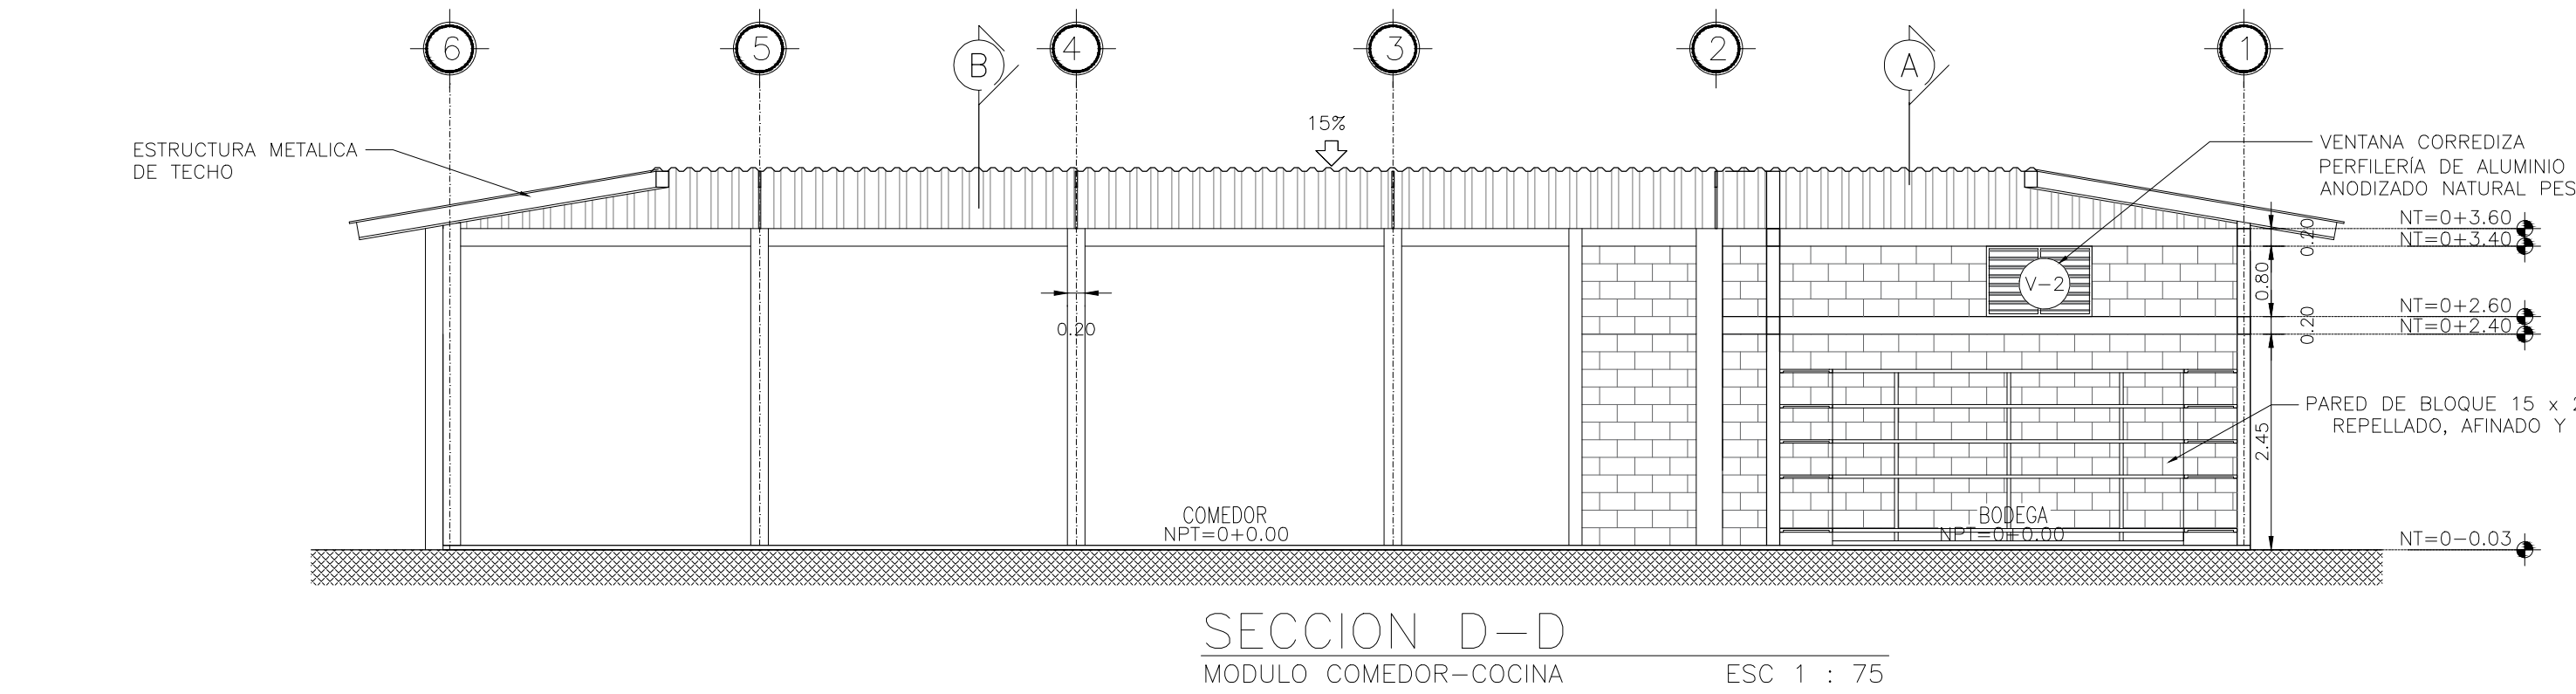 6
5
4
3
2
1
B
A
15%
ESTRUCTURA METALICA
DE TECHO
VENTANA CORREDIZA
PERFILERÍA DE ALUMINIO
ANODIZADO NATURAL PES
NT=0+3.60
0.20
NT=0+3.40
V-2
0.80
0.20
NT=0+2.60
0.20
NT=0+2.40
PARED DE BLOQUE 15 x
REPELLADO, AFINADO Y
2.45
COMEDOR
NPT=0+0.00
BODEGA
NPT=0+0.00
NT=0-0.03
SECCION D-D
MODULO COMEDOR-COCINA
ESC 1 : 75